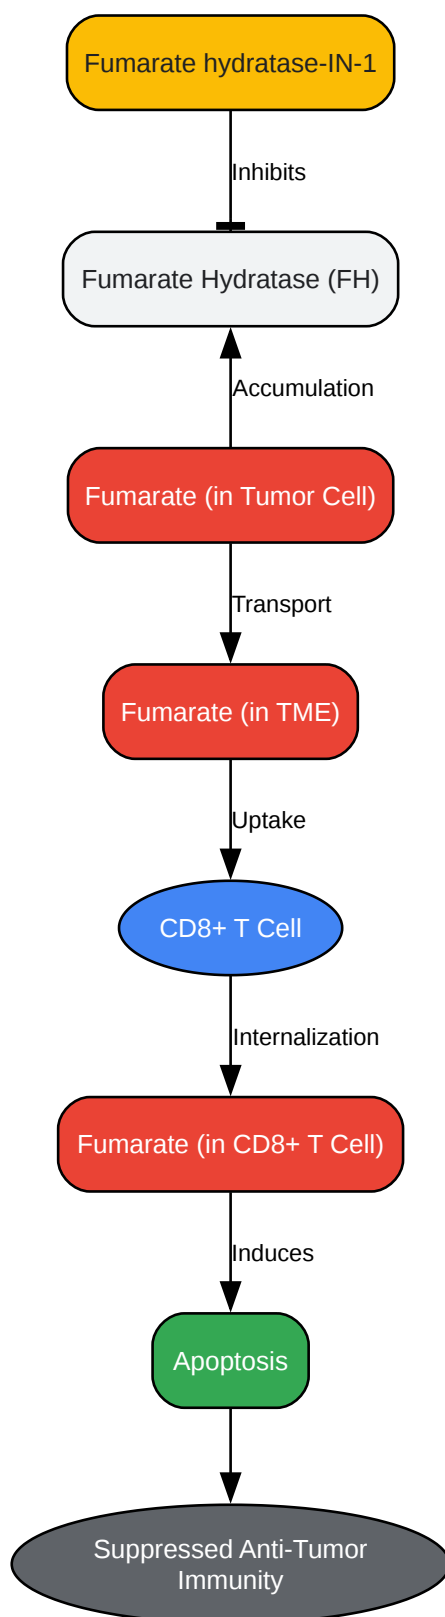 Fumarate hydratase-IN-1
Inhibits
Fumarate Hydratase (FH)
Accumulation
Fumarate (in Tumor Cell)
Transport
Fumarate (in TME)
Uptake
CD8+ T Cell
Internalization
Fumarate (in CD8+ T Cell)
Induces
Apoptosis
Suppressed Anti-Tumor
Immunity